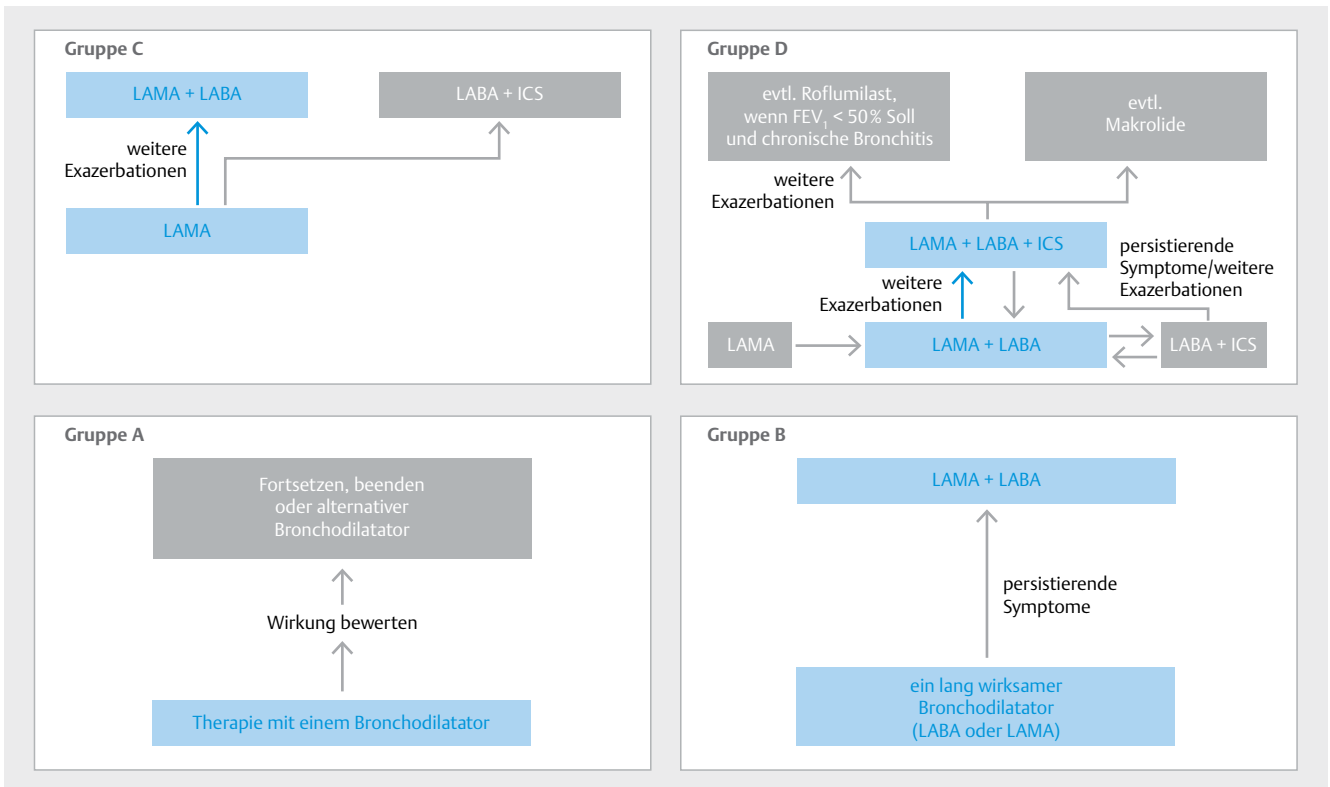 Gruppe C
LAMA + LABA
LABA + ICS
weitere
Exazerbationen
LAMA
Gruppe D
evtl. Roflumilast,
wenn FEV₁ < 50% Soll
und chronische Bronchitis
evtl.
Makrolide
weitere
Exazerbationen
LAMA + LABA + ICS
persistierende
Symptome/weitere
Exazerbationen
weitere
Exazerbationen
LAMA
LAMA + LABA
LABA + ICS
Gruppe A
Fortsetzen, beenden
oder alternativer
Bronchodilatator
Wirkung bewerten
Therapie mit einem Bronchodilatator
Gruppe B
LAMA + LABA
persistierende
Symptome
ein lang wirksamer
Bronchodilatator
(LABA oder LAMA)